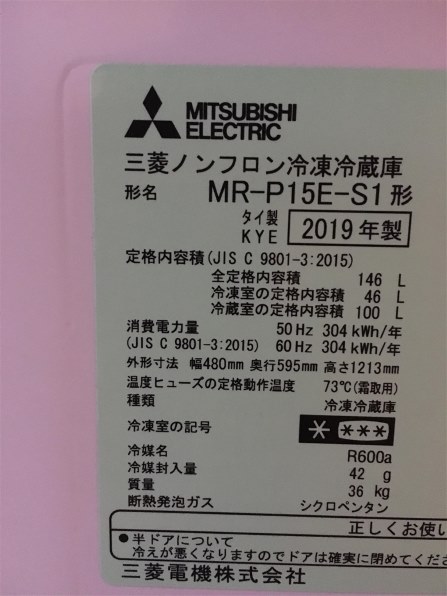 MITSUBISHI
ELECTRIC
三菱ノンフロン冷凍冷蔵庫
形名 MR-P15E-S1形
タイ製
KYE 2019年製
定格内容積(JIS C 9801-3:2015)
全定格内容積 146 L
冷凍室の定格内容積 46 L
冷蔵室の定格内容積 100 L
消費電力量 50Hz 304kWh/年
(JIS C 9801-3:2015) 60Hz 304kWh/年
外形寸法 幅480mm 奥行595mm 高さ1213mm
温度ヒューズの定格動作温度 73℃(霜取用)
種類 冷凍冷蔵庫
冷凍室の記号 * ***
冷媒名 R600a
冷媒封入量 42 g
質量 36 kg
断熱発泡ガス シクロペンタン
正しくお使い
●半ドアについて
冷えが悪くなりますのでドアは確実に閉めてくださ
三菱電機株式会社